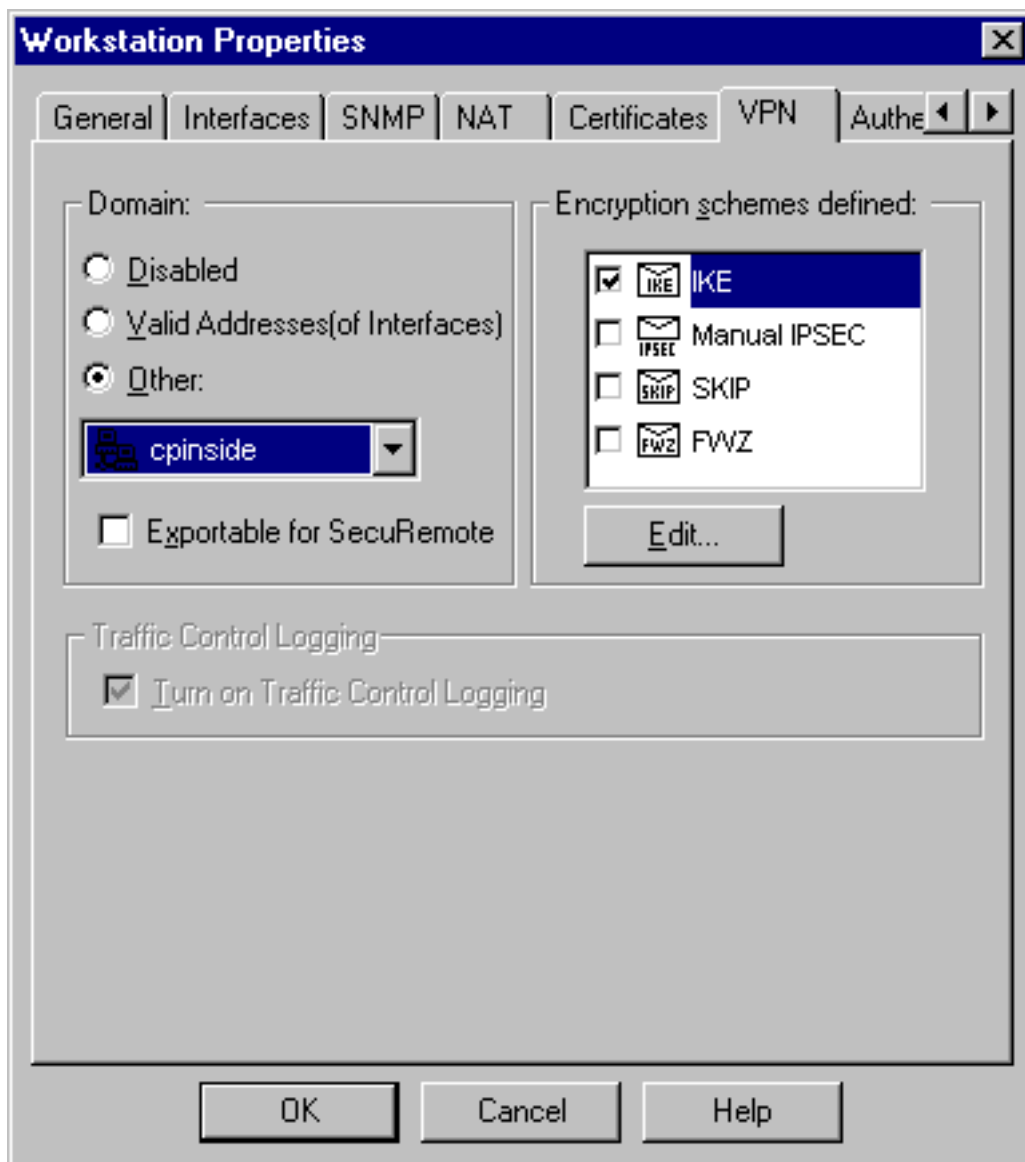 Workstation Properties
General Interfaces SNMP NAT Certificates VPN Authe
Domain:
Disabled
Valid Addresses(of Interfaces)
Other:
cpinside
Exportable for SecuRemote
Encryption schemes defined:
IKE IKE
IPSEC Manual IPSEC
SKIP SKIP
FWZ FWZ
Edit...
Traffic Control Logging
Turn on Traffic Control Logging
OK Cancel Help